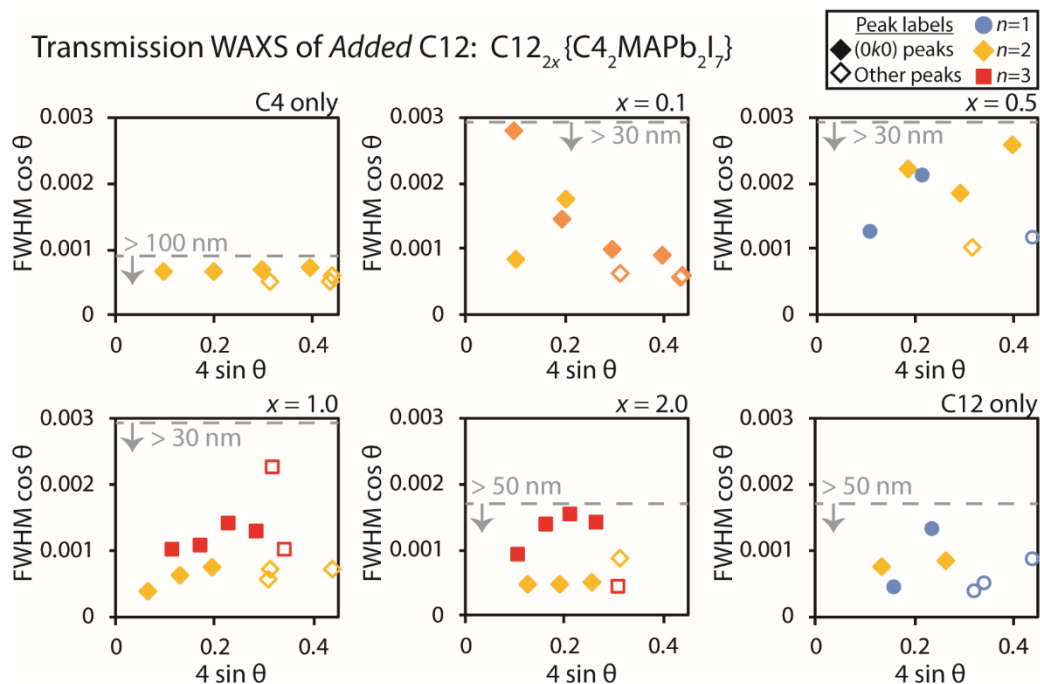 Transmission WAXS of Added C12: C12₂ₓ{C4₂MAPb₂I₇}
Peak labels
(0k0) peaks
Other peaks
n=1
n=2
n=3
C4 only
0.003
0.002
0.001
0
FWHM cos θ
> 100 nm
0 0.2 0.4
4 sin θ
x = 0.1
0.003
0.002
0.001
0
FWHM cos θ
> 30 nm
0 0.2 0.4
4 sin θ
x = 0.5
0.003
0.002
0.001
0
FWHM cos θ
> 30 nm
0 0.2 0.4
4 sin θ
x = 1.0
0.003
0.002
0.001
0
FWHM cos θ
> 30 nm
0 0.2 0.4
4 sin θ
x = 2.0
0.003
0.002
0.001
0
FWHM cos θ
> 50 nm
0 0.2 0.4
4 sin θ
C12 only
0.003
0.002
0.001
0
FWHM cos θ
> 50 nm
0 0.2 0.4
4 sin θ